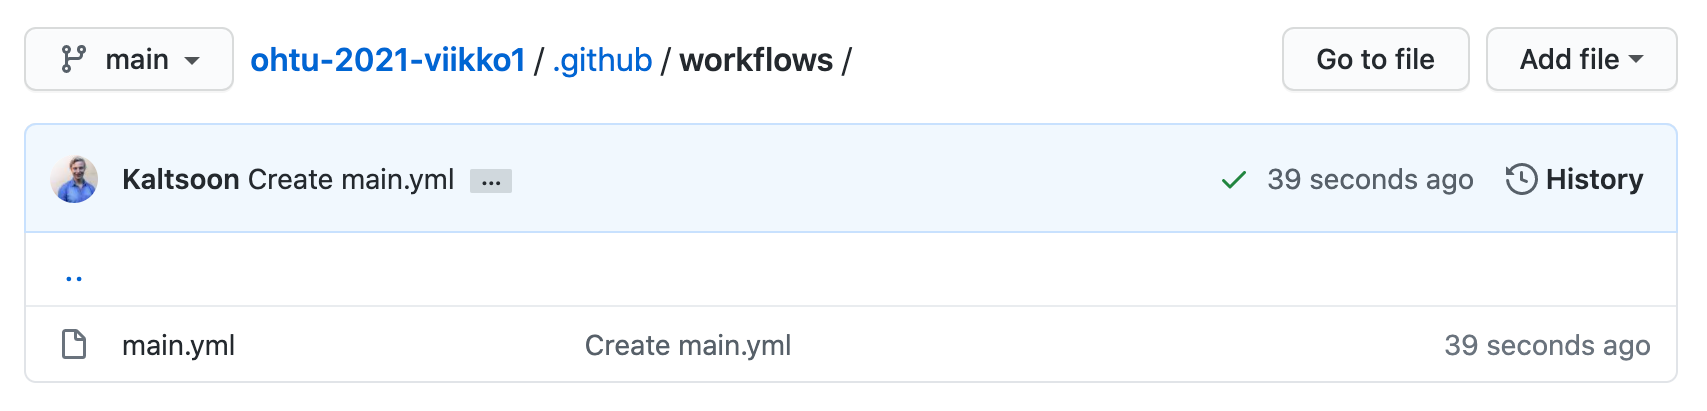 main ohtu-2021-viikko1 / .github / workflows / Go to file Add file
Kaltsoon Create main.yml ... 39 seconds ago History
..
main.yml Create main.yml 39 seconds ago